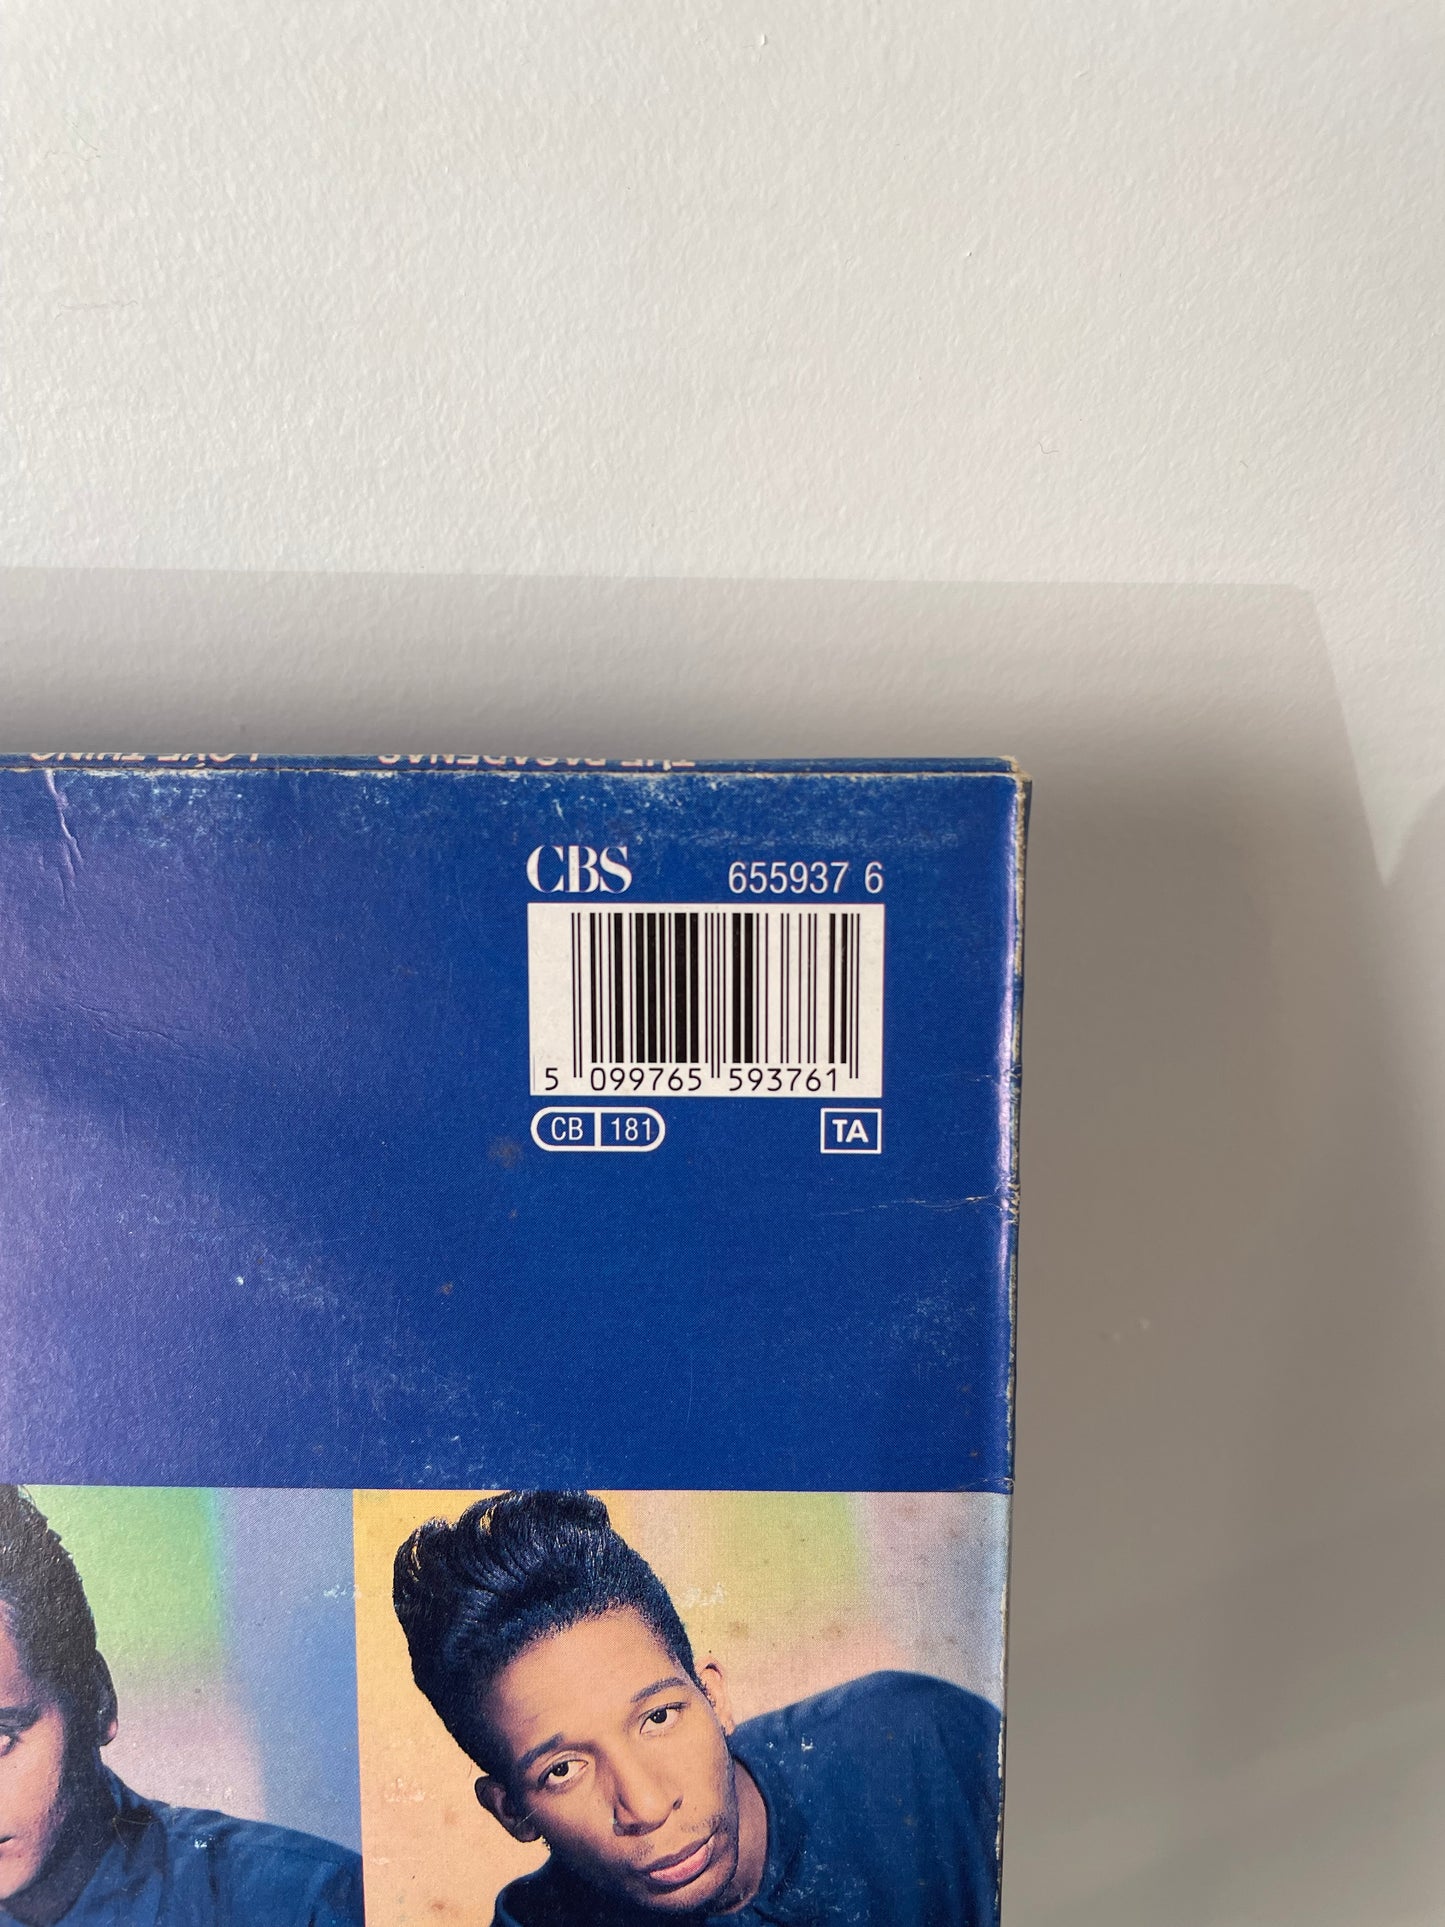 THE PASADENAS LOVE THING
CBS 655937 6
5 099765 593761
CB 181 TA